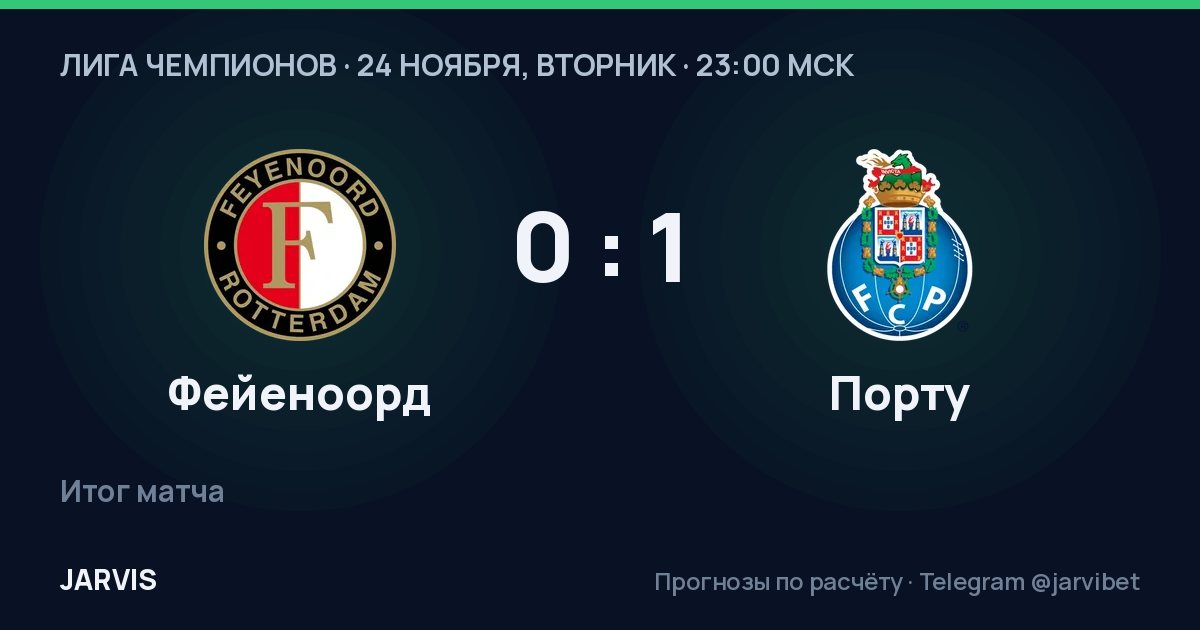 ЛИГА ЧЕМПИОНОВ · 24 НОЯБРЯ, ВТОРНИК · 23:00 МСК
FEYENOORD
F
ROTTERDAM
0 : 1
INVICTA
F C P
®
Фейеноорд
Порту
Итог матча
JARVIS
Прогнозы по расчёту · Telegram @jarvibet